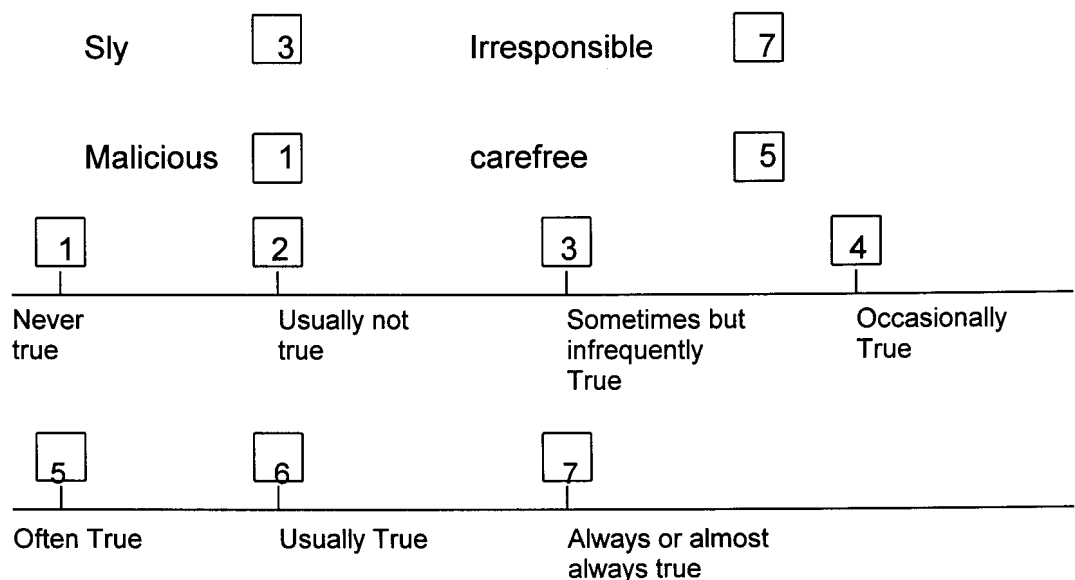 Sly 3 Irresponsible 7
Malicious 1 carefree 5
1 2 3 4
Never Usually not Sometimes but Occasionally
true true infrequently True
True
5 6 7
Often True Usually True Always or almost
always true